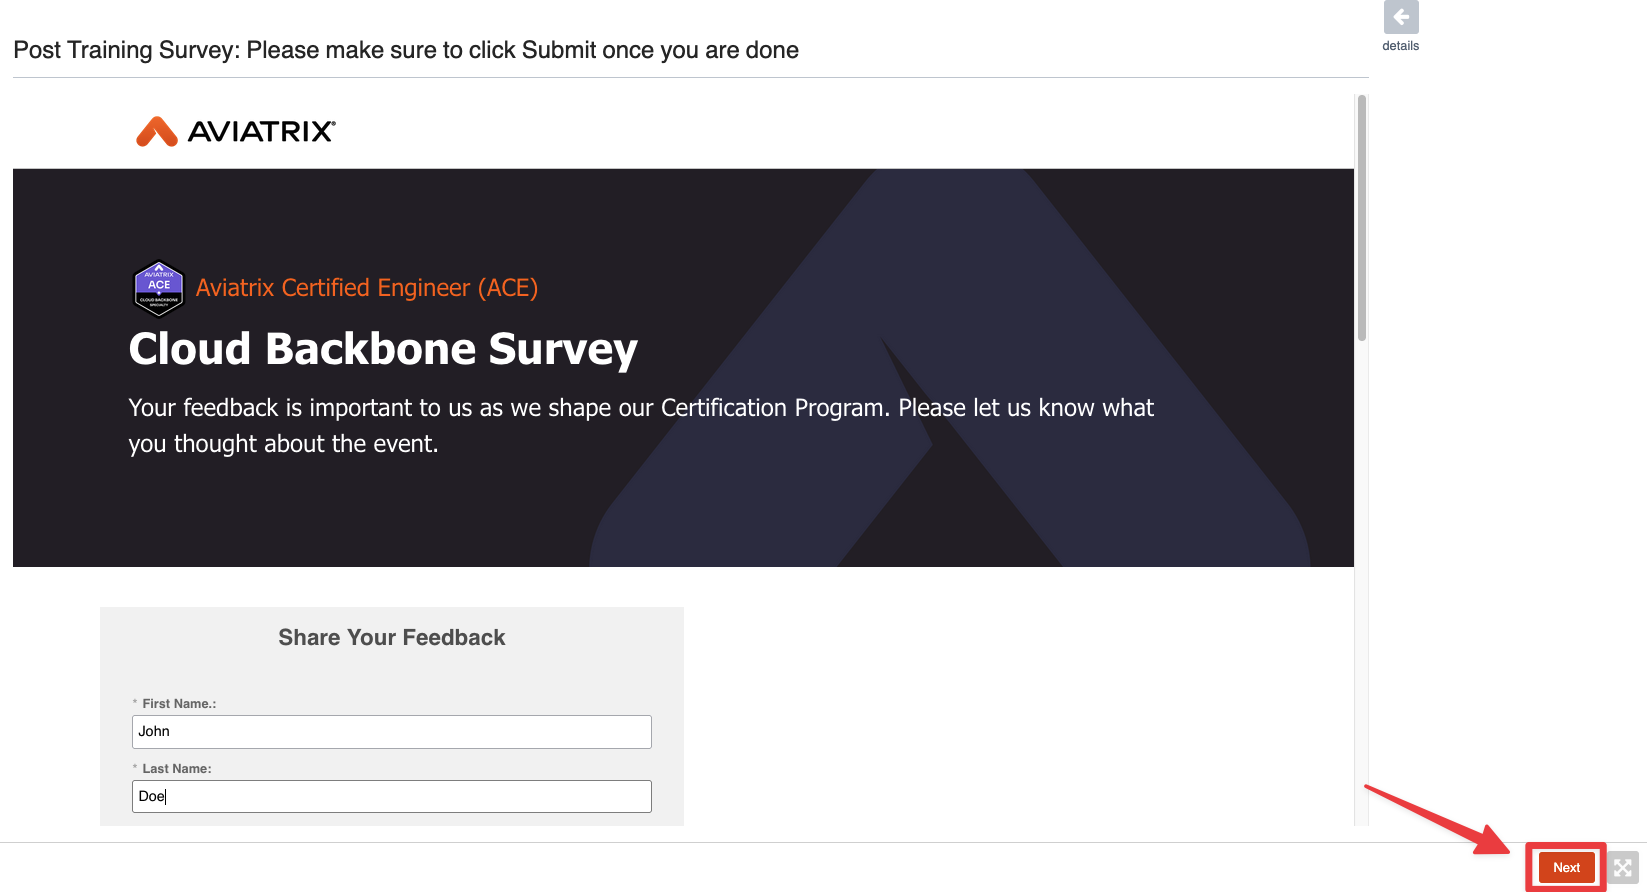 details
Post Training Survey: Please make sure to click Submit once you are done
AVIATRIX®
AVIATRIX
ACE
CLOUD BACKBONE
SPECIALTY
Aviatrix Certified Engineer (ACE)
Cloud Backbone Survey
Your feedback is important to us as we shape our Certification Program. Please let us know what
you thought about the event.
Share Your Feedback
* First Name.:
John
* Last Name:
Doe
Next